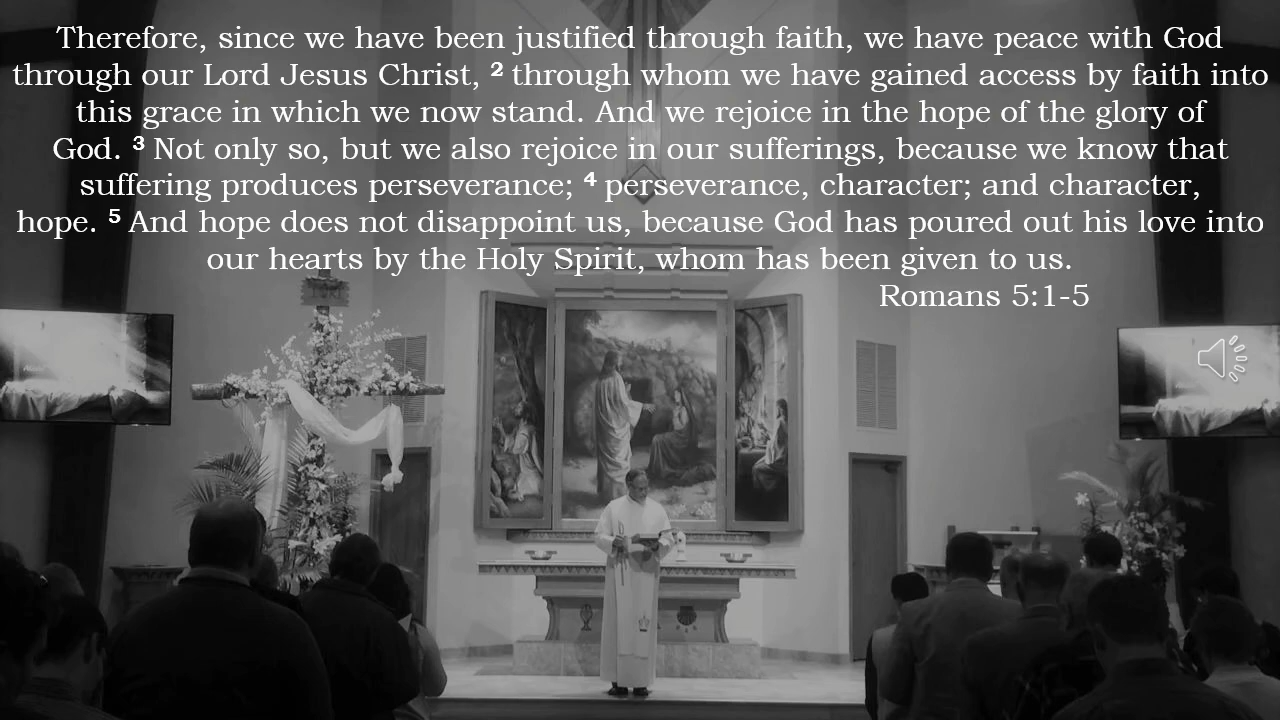 Therefore, since we have been justified through faith, we have peace with God
through our Lord Jesus Christ, ² through whom we have gained access by faith into
this grace in which we now stand. And we rejoice in the hope of the glory of
God. ³ Not only so, but we also rejoice in our sufferings, because we know that
suffering produces perseverance; ⁴ perseverance, character; and character,
hope. ⁵ And hope does not disappoint us, because God has poured out his love into
our hearts by the Holy Spirit, whom has been given to us.
Romans 5:1-5